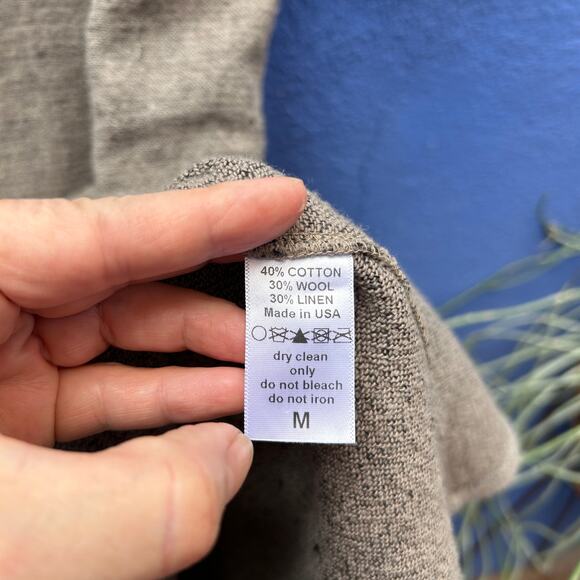 40% COTTON
30% WOOL
30% LINEN
Made in USA
dry clean
only
do not bleach
do not iron
M